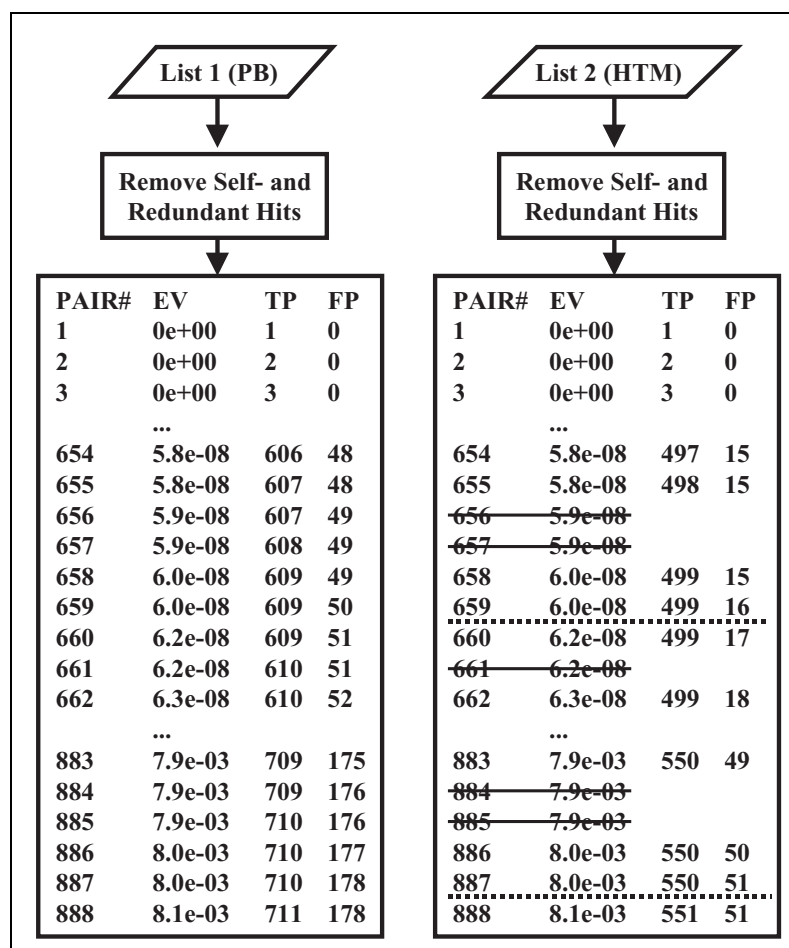 List 1 (PB)
Remove Self- and
Redundant Hits
PAIR# EV TP FP
1 0e+00 1 0
2 0e+00 2 0
3 0e+00 3 0
...
654 5.8e-08 606 48
655 5.8e-08 607 48
656 5.9e-08 607 49
657 5.9e-08 608 49
658 6.0e-08 609 49
659 6.0e-08 609 50
660 6.2e-08 609 51
661 6.2e-08 610 51
662 6.3e-08 610 52
...
883 7.9e-03 709 175
884 7.9e-03 709 176
885 7.9e-03 710 176
886 8.0e-03 710 177
887 8.0e-03 710 178
888 8.1e-03 711 178
List 2 (HTM)
Remove Self- and
Redundant Hits
PAIR# EV TP FP
1 0e+00 1 0
2 0e+00 2 0
3 0e+00 3 0
...
654 5.8e-08 497 15
655 5.8e-08 498 15
656 5.9e-08
657 5.9e-08
658 6.0e-08 499 15
659 6.0e-08 499 16
660 6.2e-08 499 17
661 6.2e-08
662 6.3e-08 499 18
...
883 7.9e-03 550 49
884 7.9e-03
885 7.9e-03
886 8.0e-03 550 50
887 8.0e-03 550 51
888 8.1e-03 551 51